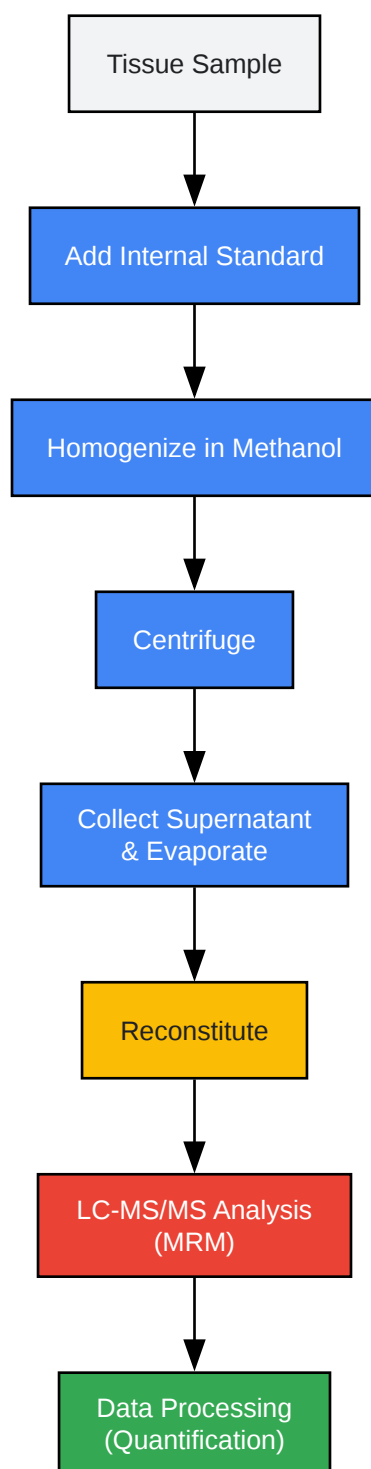 Tissue Sample
Add Internal Standard
Homogenize in Methanol
Centrifuge
Collect Supernatant
& Evaporate
Reconstitute
LC-MS/MS Analysis
(MRM)
Data Processing
(Quantification)